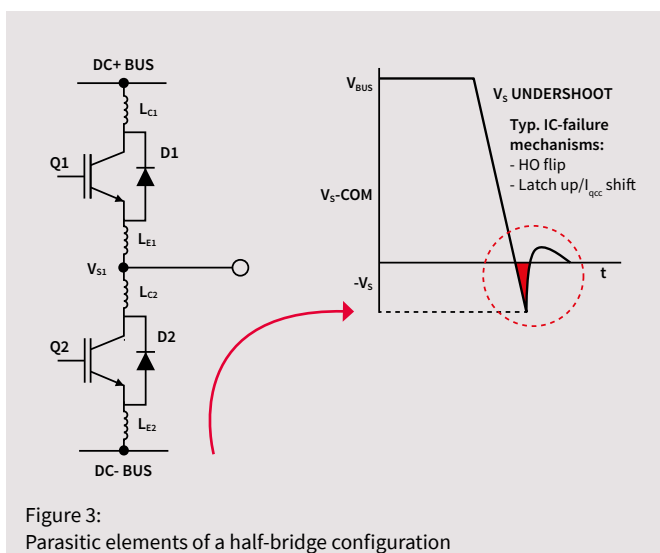 DC+ BUS
LC1
Q1
D1
LE1
VS1
LC2
Q2
D2
LE2
DC- BUS
VBUS
VS-COM
-VS
t
VS UNDERSHOOT
Typ. IC-failure
mechanisms:
- HO flip
- Latch up/Iqcc shift
Figure 3:
Parasitic elements of a half-bridge configuration